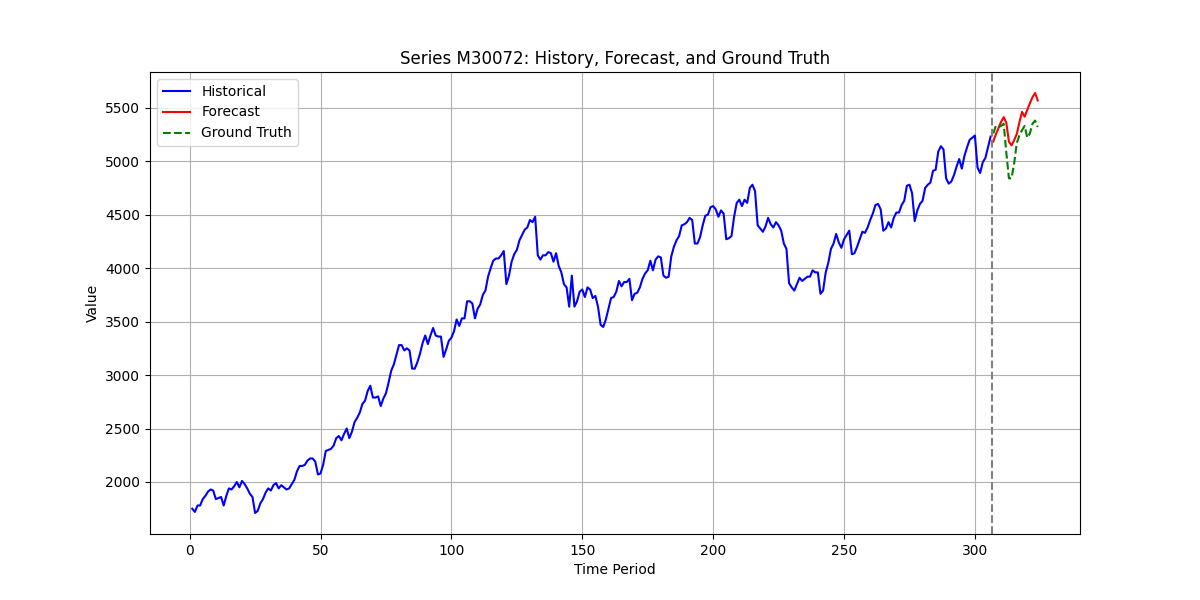 Series M30072: History, Forecast, and Ground Truth
Historical
Forecast
Ground Truth
5500
5000
4500
4000
3500
3000
2500
2000
Value
0 50 100 150 200 250 300
Time Period